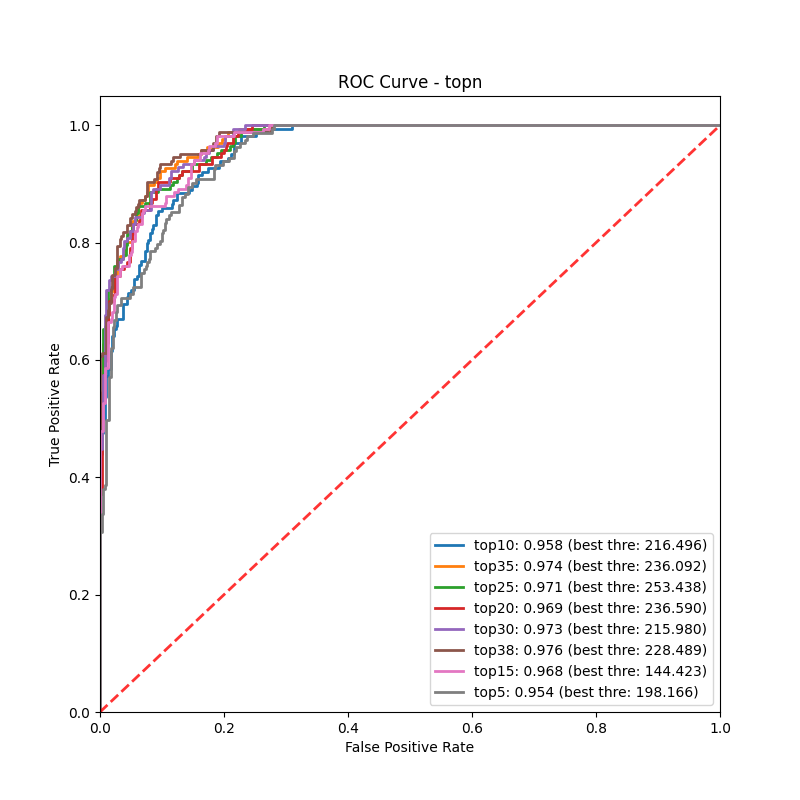 ROC Curve - topn
True Positive Rate
1.0
0.8
0.6
0.4
0.2
0.0
top10: 0.958 (best thre: 216.496)
top35: 0.974 (best thre: 236.092)
top25: 0.971 (best thre: 253.438)
top20: 0.969 (best thre: 236.590)
top30: 0.973 (best thre: 215.980)
top38: 0.976 (best thre: 228.489)
top15: 0.968 (best thre: 144.423)
top5: 0.954 (best thre: 198.166)
0.0 0.2 0.4 0.6 0.8 1.0
False Positive Rate